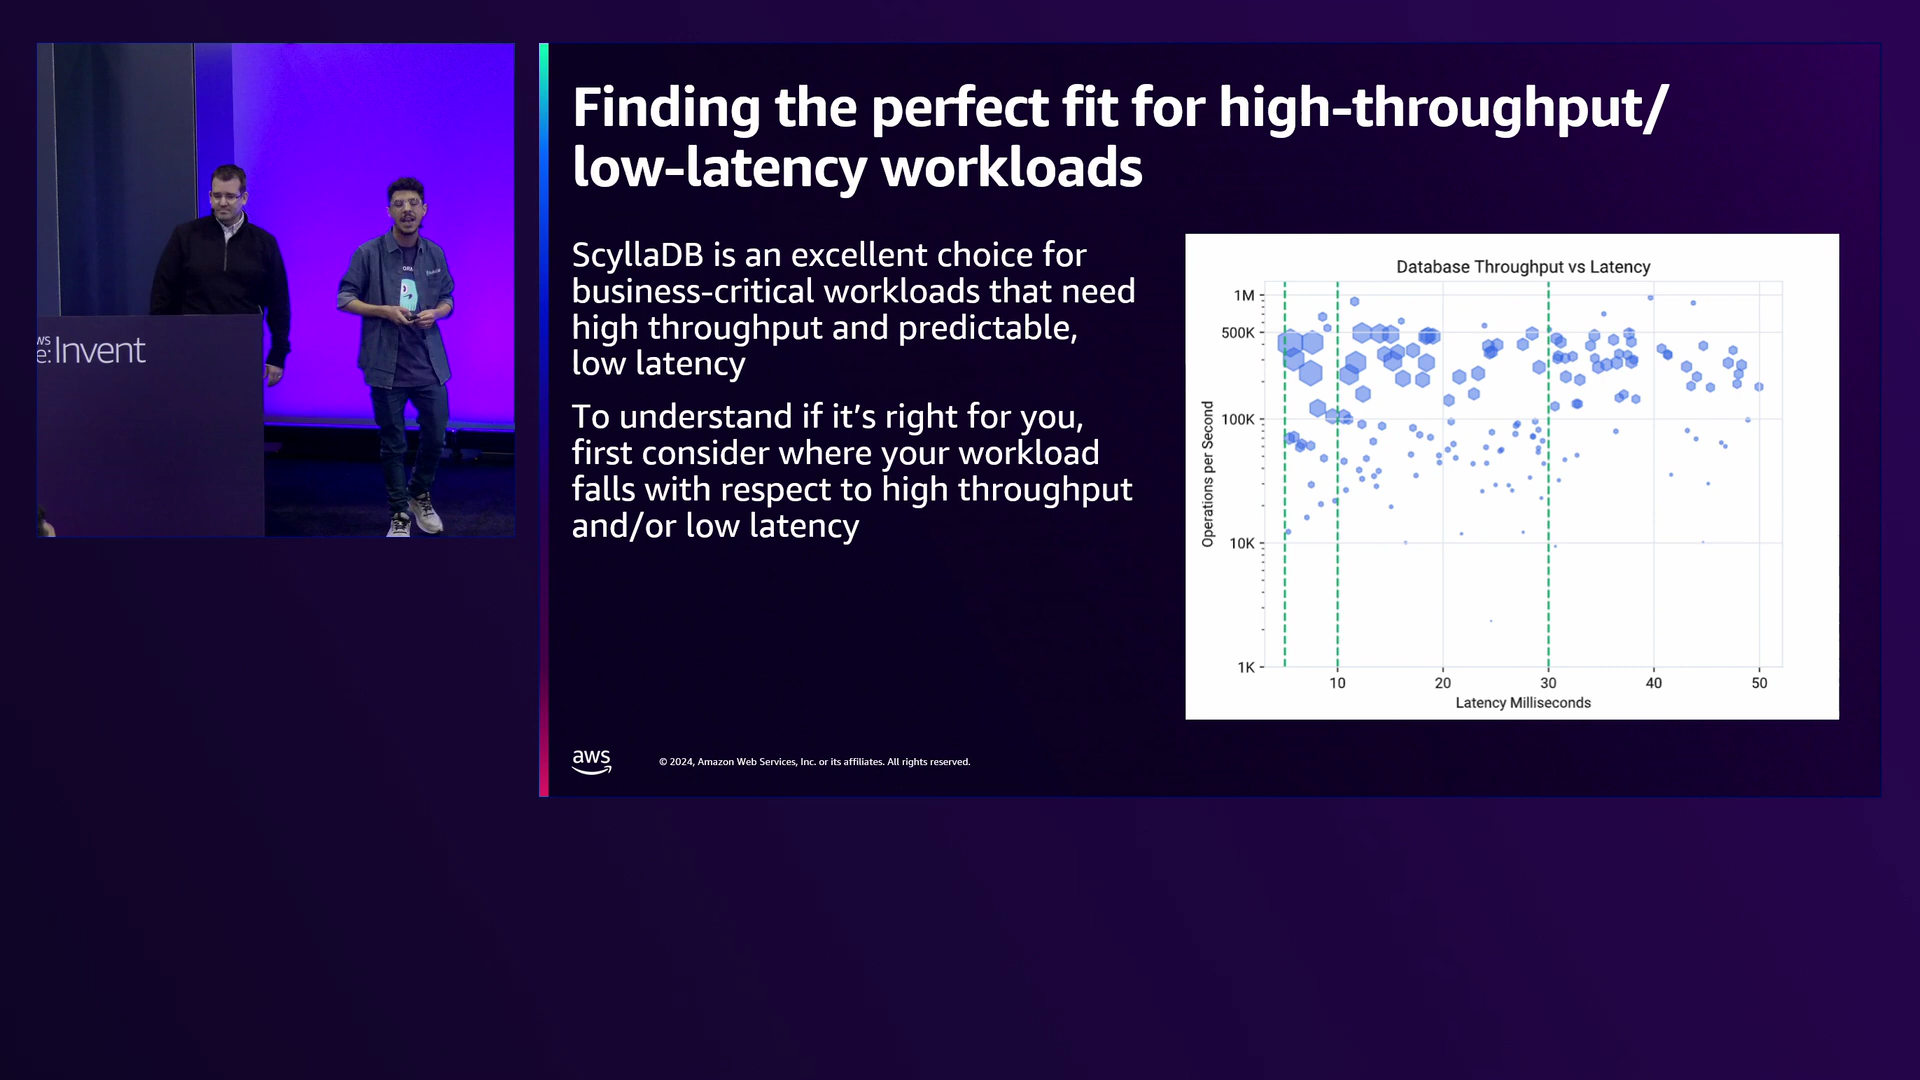 ws
e:Invent
Finding the perfect fit for high-throughput/
low-latency workloads
ScyllaDB is an excellent choice for
business-critical workloads that need
high throughput and predictable,
low latency
To understand if it’s right for you,
first consider where your workload
falls with respect to high throughput
and/or low latency
Database Throughput vs Latency
1M
500K
100K
10K
1K
Operations per Second
10 20 30 40 50
Latency Milliseconds
aws
© 2024, Amazon Web Services, Inc. or its affiliates. All rights reserved.